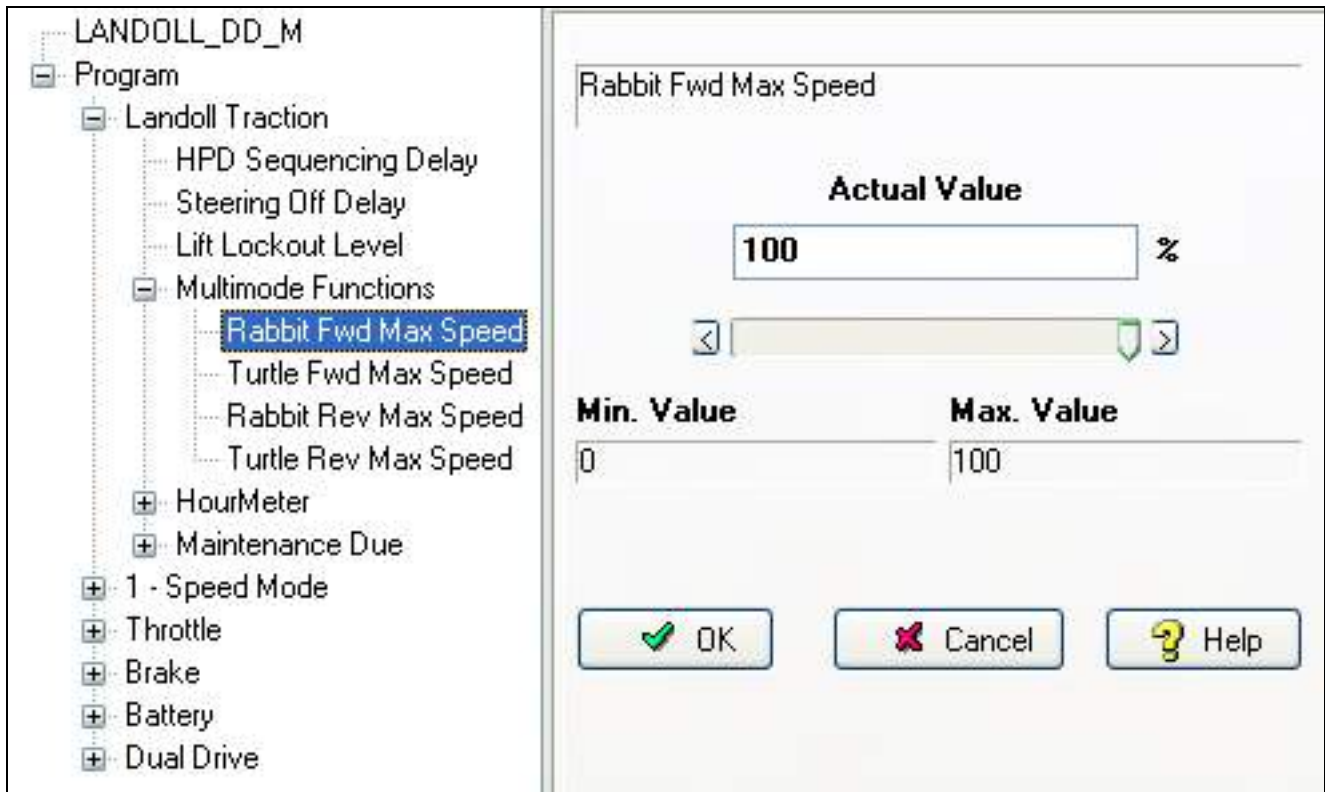 LANDOLL_DD_M
Program
Landoll Traction
HPD Sequencing Delay
Steering Off Delay
Lift Lockout Level
Multimode Functions
Rabbit Fwd Max Speed
Turtle Fwd Max Speed
Rabbit Rev Max Speed
Turtle Rev Max Speed
HourMeter
Maintenance Due
1 - Speed Mode
Throttle
Brake
Battery
Dual Drive
Rabbit Fwd Max Speed
Actual Value
100 %
< >
Min. Value Max. Value
0 100
OK Cancel Help